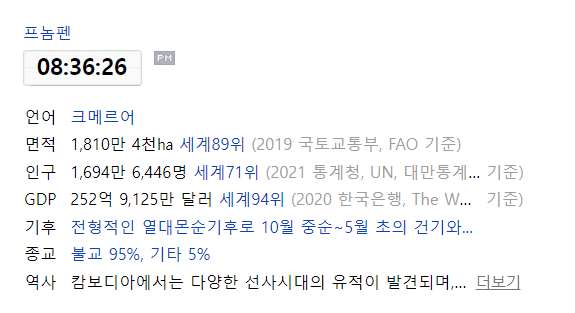 프놈펜
08:36:26 PM
언어 크메르어
면적 1,810만 4천ha 세계89위 (2019 국토교통부, FAO 기준)
인구 1,694만 6,446명 세계71위 (2021 통계청, UN, 대만통계... 기준)
GDP 252억 9,125만 달러 세계94위 (2020 한국은행, The W... 기준)
기후 전형적인 열대몬순기후로 10월 중순~5월 초의 건기와...
종교 불교 95%, 기타 5%
역사 캄보디아에서는 다양한 선사시대의 유적이 발견되며,... 더보기